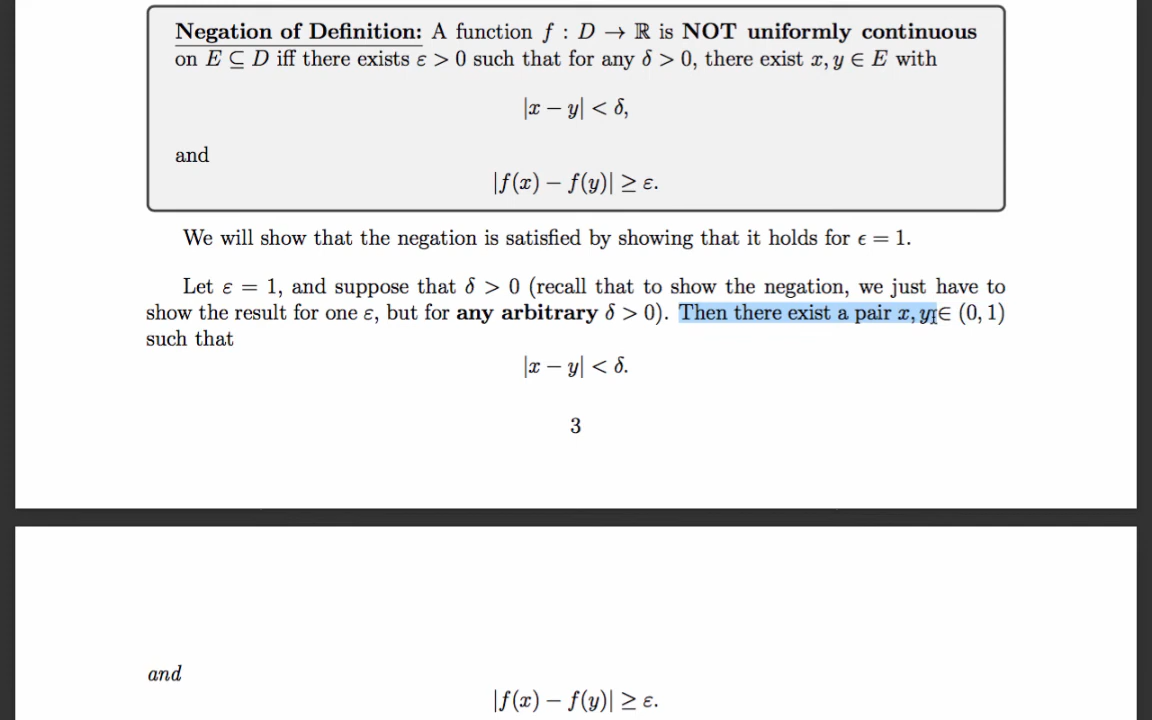 Negation of Definition: A function f : D → ℝ is NOT uniformly continuous
on E ⊆ D iff there exists ε > 0 such that for any δ > 0, there exist x, y ∈ E with
|x − y| < δ,
and
|f(x) − f(y)| ≥ ε.
We will show that the negation is satisfied by showing that it holds for ϵ = 1.
Let ε = 1, and suppose that δ > 0 (recall that to show the negation, we just have to
show the result for one ε, but for any arbitrary δ > 0). Then there exist a pair x, y ∈ (0, 1)
such that
|x − y| < δ.
3
and
|f(x) − f(y)| ≥ ε.